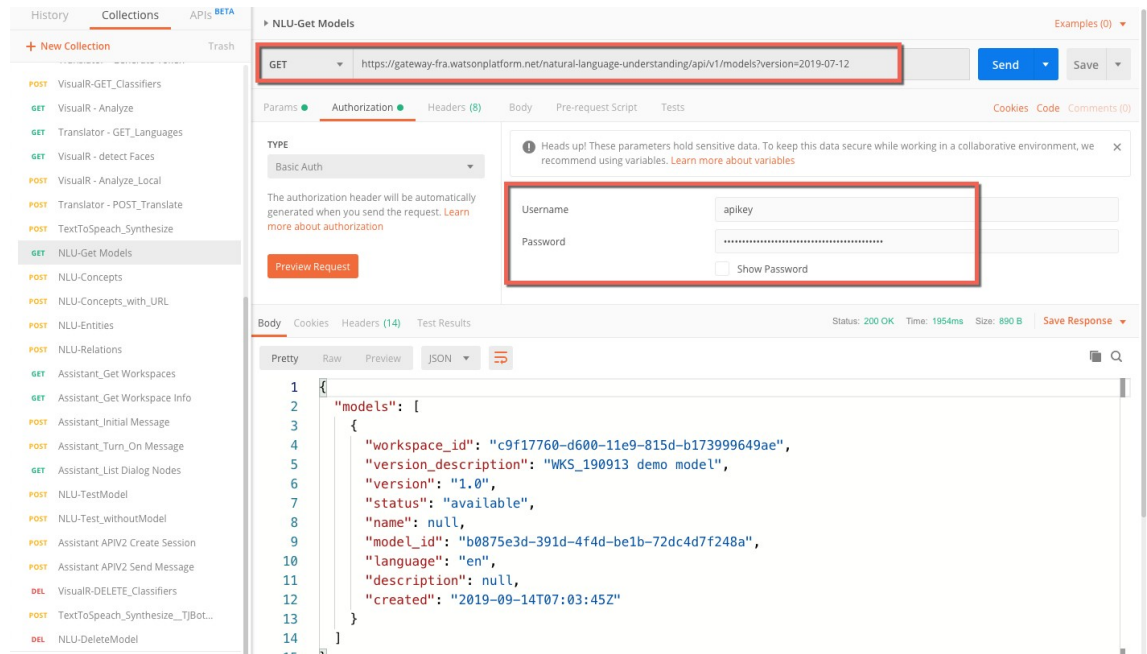 History Collections APIs BETA
+ New Collection Trash
POST VisualR-GET_Classifiers
GET VisualR - Analyze
GET Translator - GET_Languages
GET VisualR - detect Faces
POST VisualR - Analyze_Local
POST Translator - POST_Translate
POST TextToSpeach_Synthesize
GET NLU-Get Models
POST NLU-Concepts
POST NLU-Concepts_with_URL
POST NLU-Entities
POST NLU-Relations
GET Assistant_Get Workspaces
GET Assistant_Get Workspace Info
POST Assistant_Initial Message
POST Assistant_Turn_On Message
GET Assistant_List Dialog Nodes
POST NLU-TestModel
POST NLU-Test_withoutModel
POST Assistant APIV2 Create Session
POST Assistant APIV2 Send Message
DEL VisualR-DELETE_Classifiers
POST TextToSpeach_Synthesize__TJBot...
DEL NLU-DeleteModel
NLU-Get Models Examples (0)
GET https://gateway-fra.watsonplatform.net/natural-language-understanding/api/v1/models?version=2019-07-12 Send Save
Params Authorization Headers (8) Body Pre-request Script Tests Cookies Code Comments (0)
TYPE
Basic Auth
The authorization header will be automatically
generated when you send the request. Learn
more about authorization
Preview Request
Heads up! These parameters hold sensitive data. To keep this data secure while working in a collaborative environment, we
recommend using variables. Learn more about variables
Username apikey
Password
Show Password
Body Cookies Headers (14) Test Results Status: 200 OK Time: 1954ms Size: 890 B Save Response
Pretty Raw Preview JSON
1 {
2 "models": [
3 {
4 "workspace_id": "c9f17760-d600-11e9-815d-b173999649ae",
5 "version_description": "WKS_190913 demo model",
6 "version": "1.0",
7 "status": "available",
8 "name": null,
9 "model_id": "b0875e3d-391d-4f4d-be1b-72dc4d7f248a",
10 "language": "en",
11 "description": null,
12 "created": "2019-09-14T07:03:45Z"
13 }
14 ]